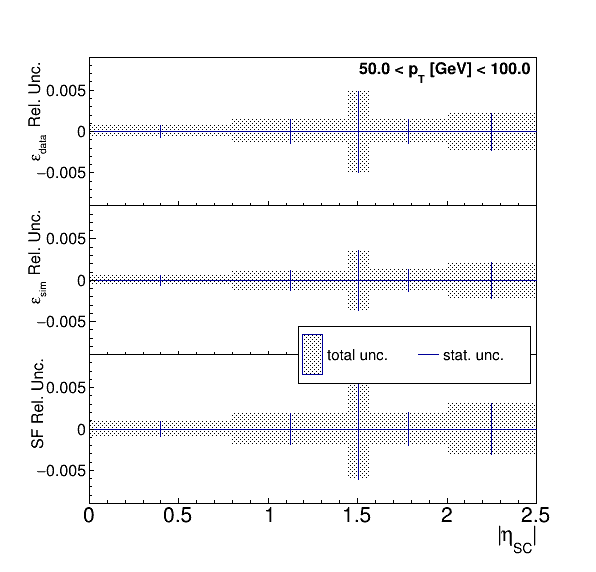 50.0 < p_T [GeV] < 100.0
ε_data Rel. Unc.
0.005
0
−0.005
ε_sim Rel. Unc.
0.005
0
−0.005
total unc. stat. unc.
SF Rel. Unc.
0.005
0
−0.005
0 0.5 1 1.5 2 2.5
|η_SC|